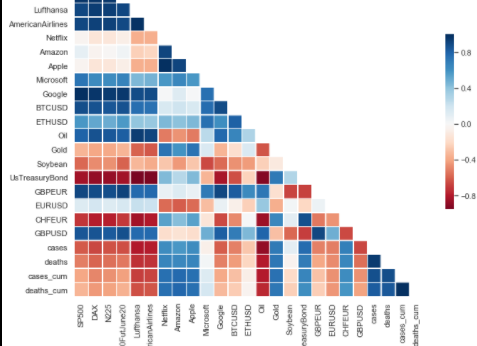 Lufthansa
AmericanAirlines
Netflix
Amazon
Apple
Microsoft
Google
BTCUSD
ETHUSD
Oil
Gold
Soybean
UsTreasuryBond
GBPEUR
EURUSD
CHFEUR
GBPUSD
cases
deaths
cases_cum
deaths_cum
0.8
0.4
0.0
−0.4
−0.8
SP500
DAX
N225
Lufthansa
Netflix
Amazon
Apple
Microsoft
Google
BTCUSD
ETHUSD
Oil
Gold
Soybean
easuryBond
GBPEUR
EURUSD
CHFEUR
GBPUSD
cases
deaths
cases_cum
deaths_cum